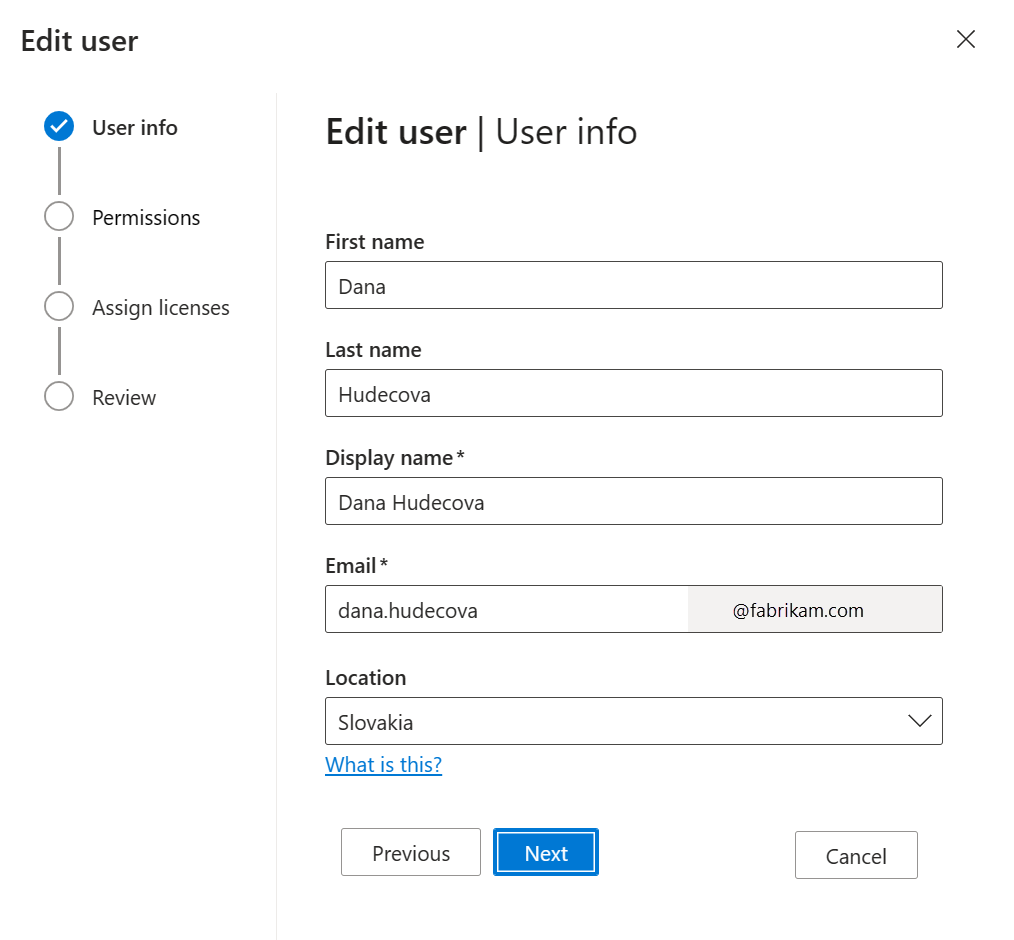 Edit user
User info
Permissions
Assign licenses
Review
Edit user | User info
First name
Dana
Last name
Hudecova
Display name*
Dana Hudecova
Email*
dana.hudecova @fabrikam.com
Location
Slovakia
What is this?
Previous Next Cancel